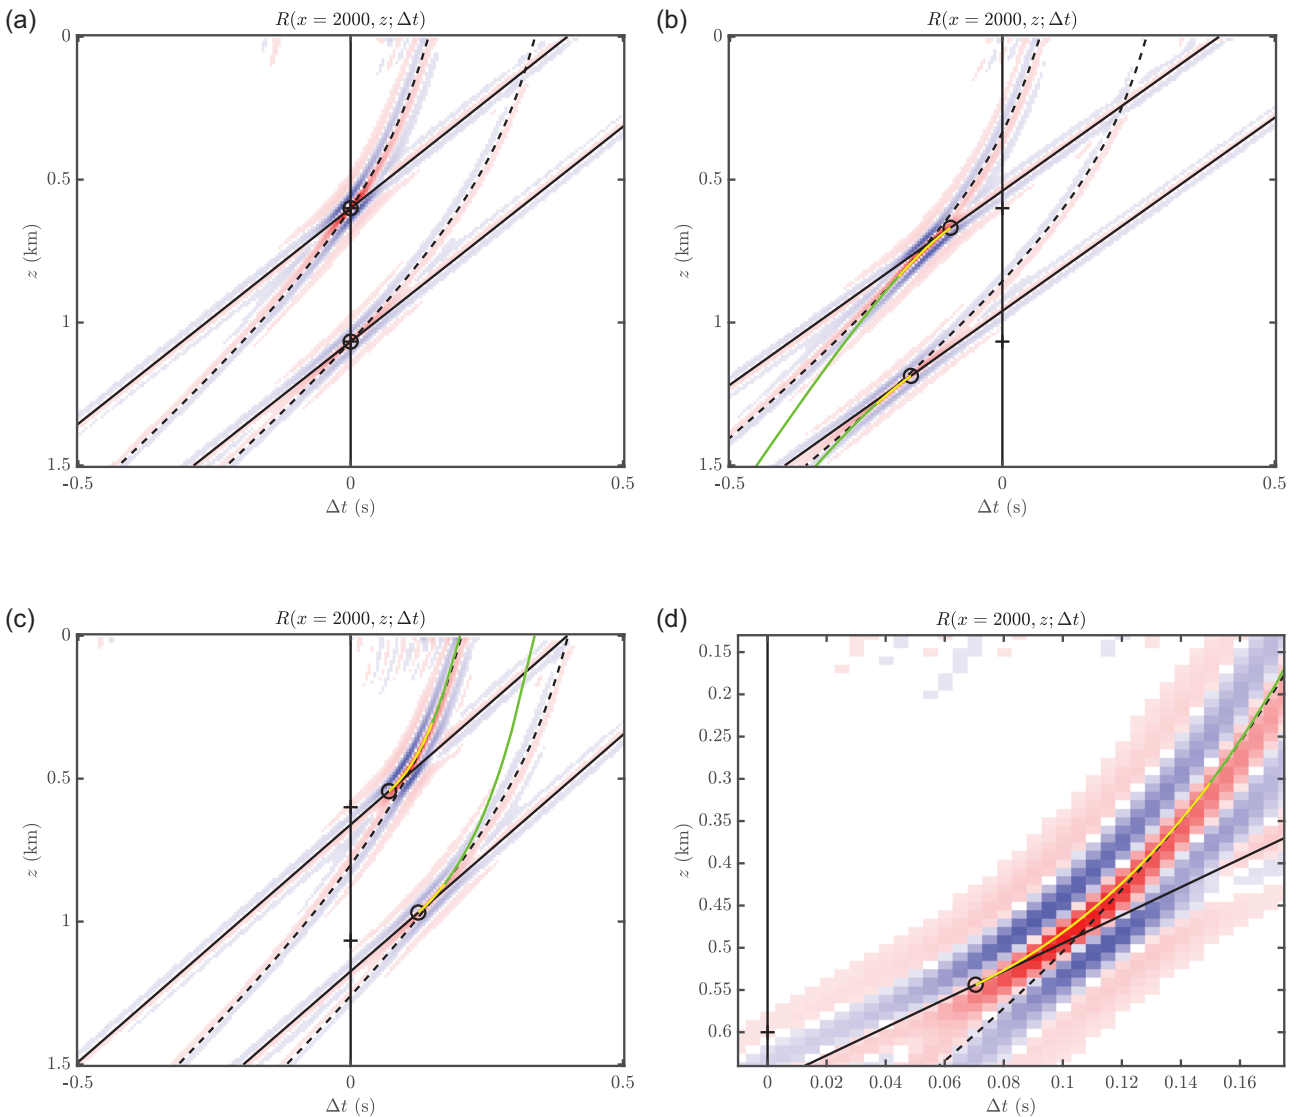 (a)
R(x = 2000, z; Δt)
0
0.5
1
1.5
z (km)
-0.5
0
0.5
Δt (s)
(b)
R(x = 2000, z; Δt)
0
0.5
1
1.5
z (km)
-0.5
0
0.5
Δt (s)
(c)
R(x = 2000, z; Δt)
0
0.5
1
1.5
z (km)
-0.5
0
0.5
Δt (s)
(d)
R(x = 2000, z; Δt)
0.15
0.2
0.25
0.3
0.35
0.4
0.45
0.5
0.55
0.6
z (km)
0
0.02
0.04
0.06
0.08
0.1
0.12
0.14
0.16
Δt (s)